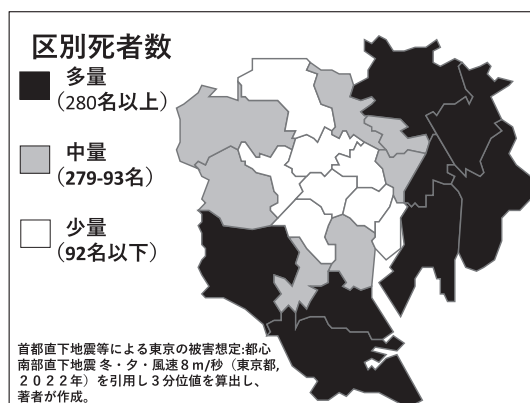 区別死者数
多量
(280名以上)
中量
(279-93名)
少量
(92名以下)
首都直下地震等による東京の被害想定:都心
南部直下地震 冬・夕・風速８ｍ/秒（東京都,
２０２２年）を引用し３分位値を算出し、
著者が作成。